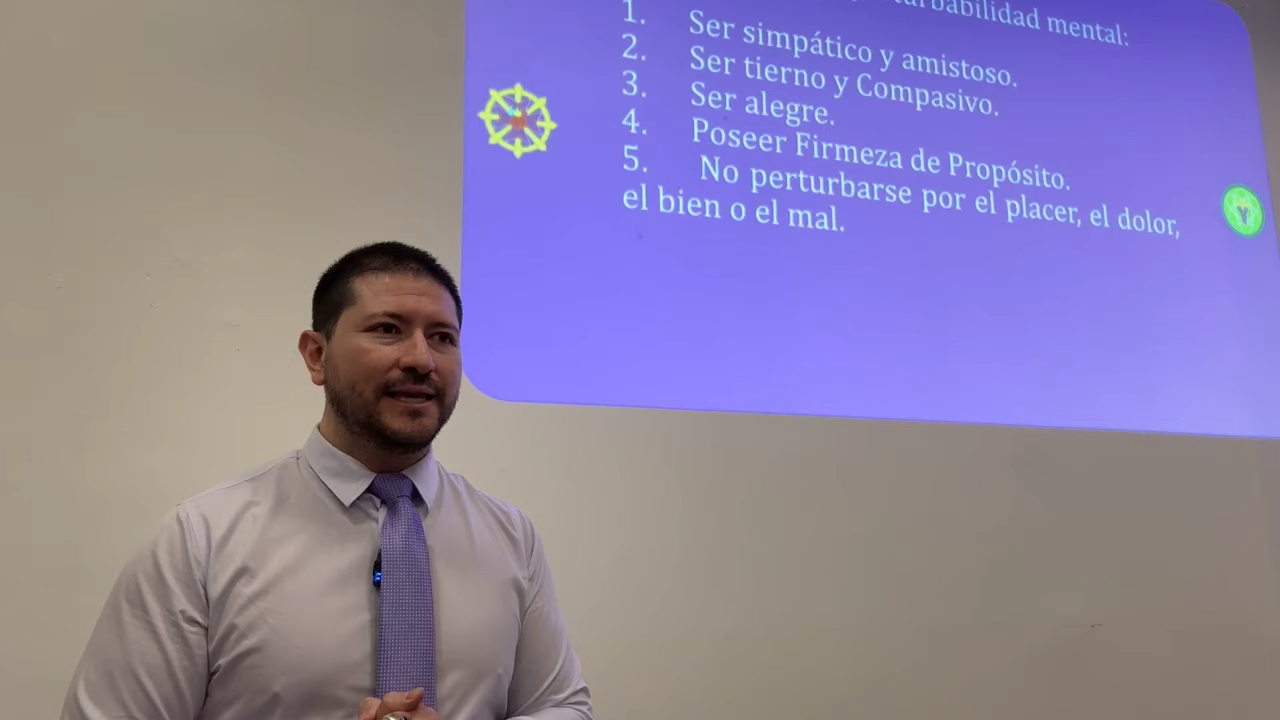 mental:
1. Ser simpático y amistoso.
2. Ser tierno y Compasivo.
3. Ser alegre.
4. Poseer Firmeza de Propósito.
5. No perturbarse por el placer, el dolor,
el bien o el mal.